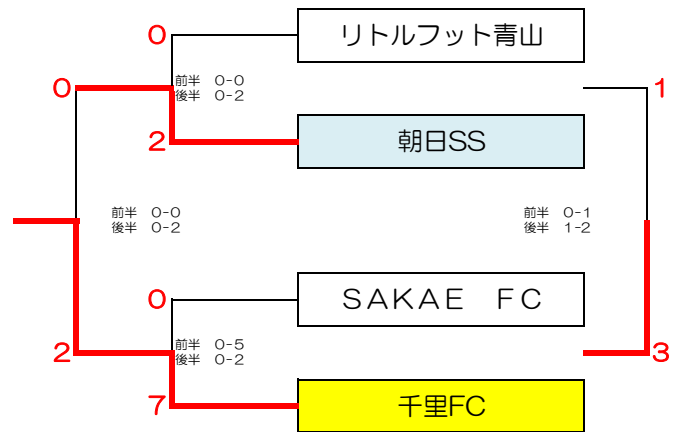 0 リトルフット青山
前半 0-0
後半 0-2
0 1
2 朝日SS
前半 0-0
後半 0-2
前半 0-1
後半 1-2
0 ＳＡＫＡＥ　ＦＣ
前半 0-5
後半 0-2
2 3
7 千里FC